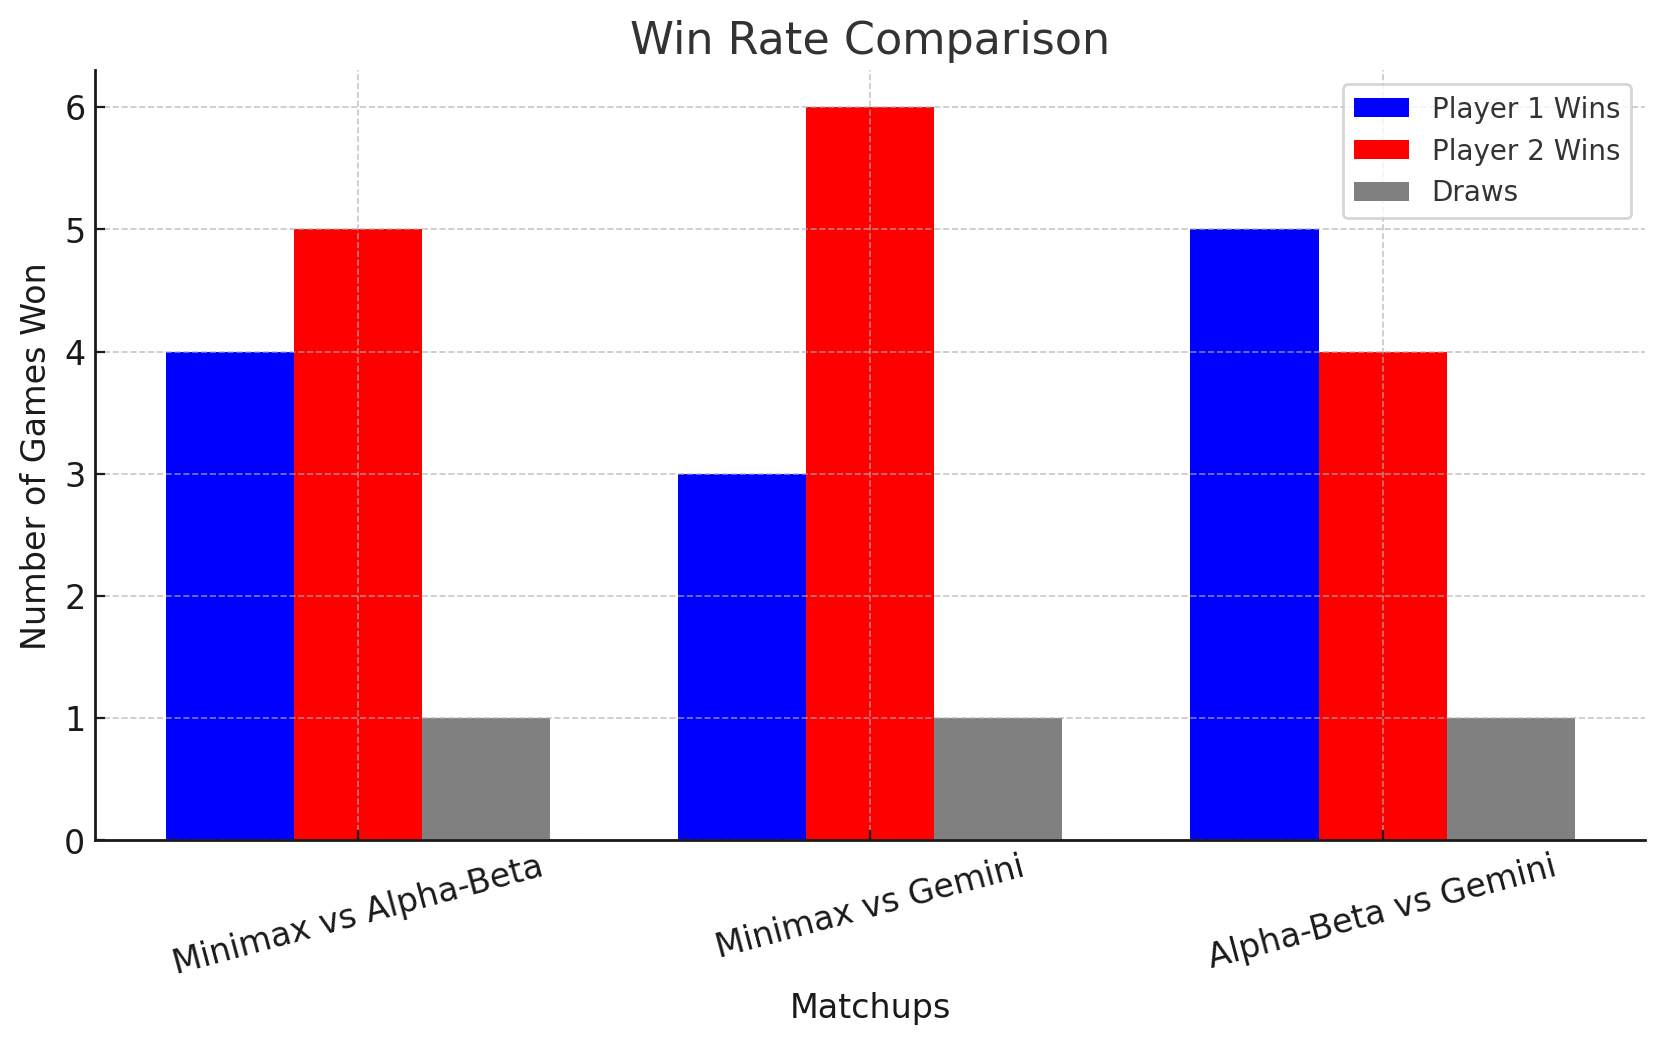 Win Rate Comparison
Player 1 Wins
Player 2 Wins
Draws
Number of Games Won
6
5
4
3
2
1
0
Minimax vs Alpha-Beta
Minimax vs Gemini
Alpha-Beta vs Gemini
Matchups